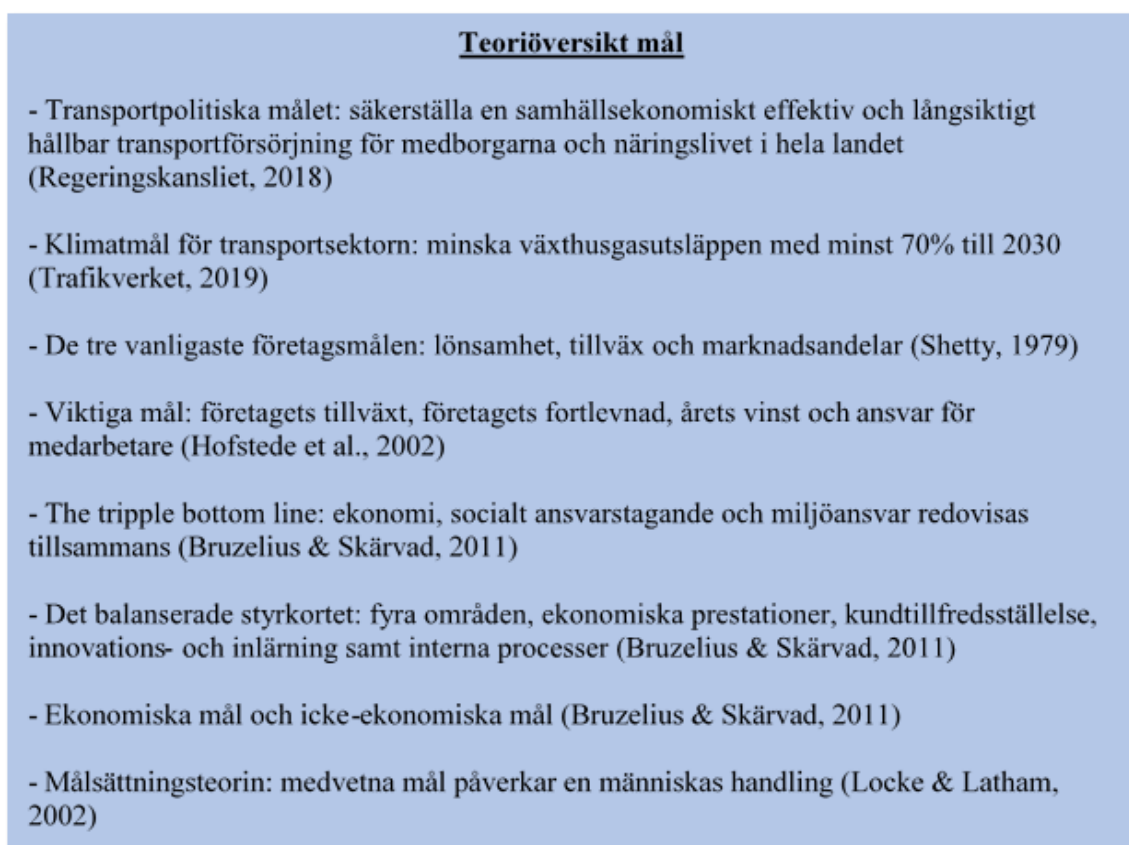 Teoriöversikt mål
- Transportpolitiska målet: säkerställa en samhällsekonomiskt effektiv och långsiktigt
hållbar transportförsörjning för medborgarna och näringslivet i hela landet
(Regeringskansliet, 2018)
- Klimatmål för transportsektorn: minska växthusgasutsläppen med minst 70% till 2030
(Trafikverket, 2019)
- De tre vanligaste företagsmålen: lönsamhet, tillväx och marknadsandelar (Shetty, 1979)
- Viktiga mål: företagets tillväxt, företagets fortlevnad, årets vinst och ansvar för
medarbetare (Hofstede et al., 2002)
- The tripple bottom line: ekonomi, socialt ansvarstagande och miljöansvar redovisas
tillsammans (Bruzelius & Skärvad, 2011)
- Det balanserade styrkortet: fyra områden, ekonomiska prestationer, kundtillfredsställelse,
innovations- och inlärning samt interna processer (Bruzelius & Skärvad, 2011)
- Ekonomiska mål och icke-ekonomiska mål (Bruzelius & Skärvad, 2011)
- Målsättningsteorin: medvetna mål påverkar en människas handling (Locke & Latham,
2002)